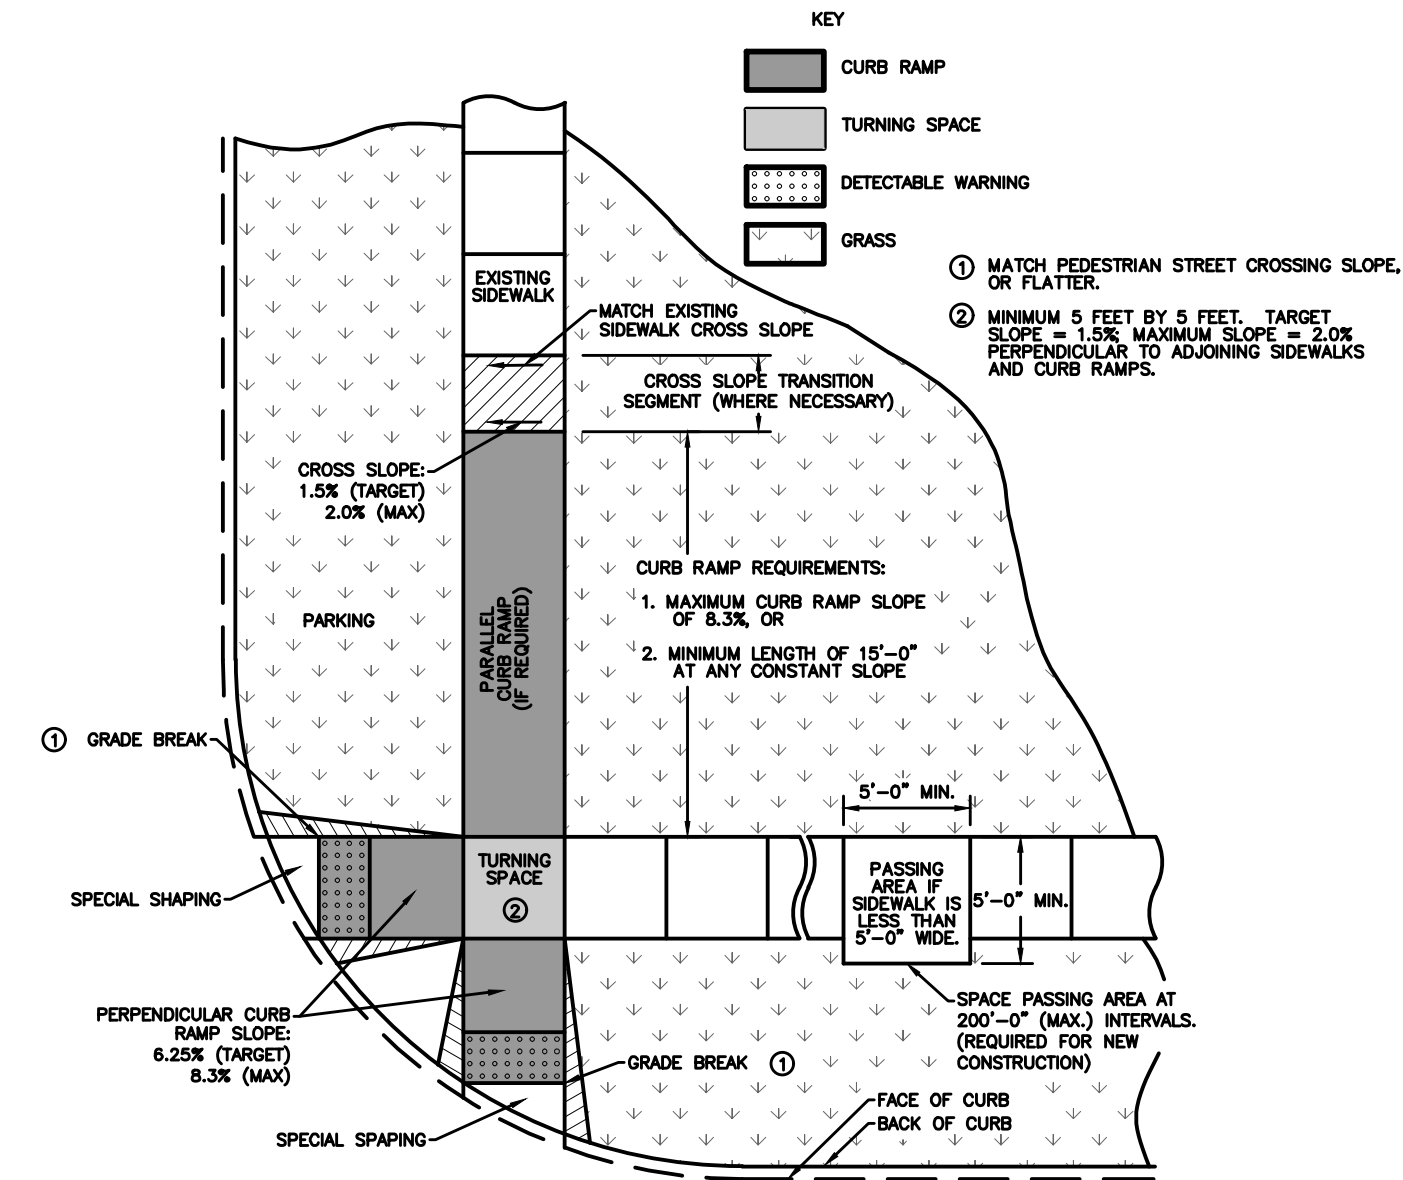 KEY
CURB RAMP
TURNING SPACE
DETECTABLE WARNING
GRASS
① MATCH PEDESTRIAN STREET CROSSING SLOPE,
OR FLATTER.
② MINIMUM 5 FEET BY 5 FEET. TARGET
SLOPE = 1.5%; MAXIMUM SLOPE = 2.0%
PERPENDICULAR TO ADJOINING SIDEWALKS
AND CURB RAMPS.
EXISTING
SIDEWALK
MATCH EXISTING
SIDEWALK CROSS SLOPE
CROSS SLOPE TRANSITION
SEGMENT (WHERE NECESSARY)
CROSS SLOPE:
1.5% (TARGET)
2.0% (MAX)
CURB RAMP REQUIREMENTS:
1. MAXIMUM CURB RAMP SLOPE
OF 8.3%, OR
2. MINIMUM LENGTH OF 15'-0"
AT ANY CONSTANT SLOPE
PARKING
PARALLEL
CURB RAMP
(IF REQUIRED)
① GRADE BREAK
5'-0" MIN.
TURNING
SPACE
②
PASSING
AREA IF
SIDEWALK IS
LESS THAN
5'-0" WIDE.
5'-0" MIN.
SPECIAL SHAPING
PERPENDICULAR CURB
RAMP SLOPE:
6.25% (TARGET)
8.3% (MAX)
SPACE PASSING AREA AT
200'-0" (MAX.) INTERVALS.
(REQUIRED FOR NEW
CONSTRUCTION)
GRADE BREAK ①
FACE OF CURB
BACK OF CURB
SPECIAL SPAPING